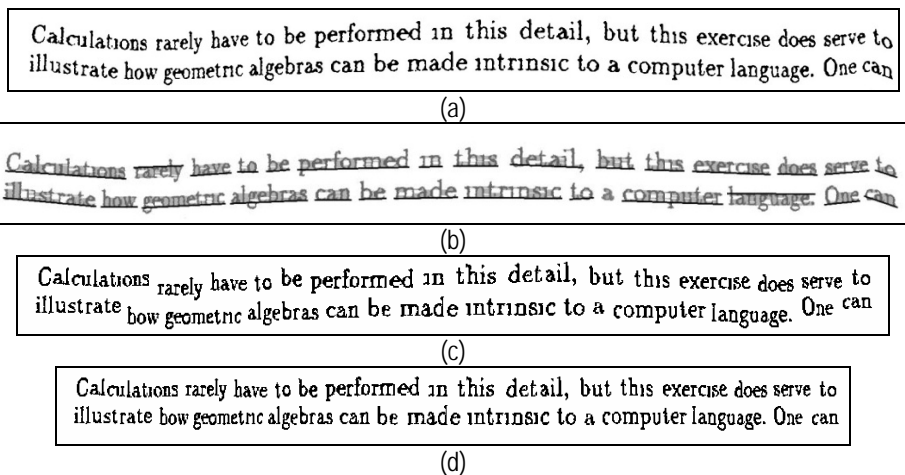 Calculations rarely have to be performed in this detail, but this exercise does serve to
illustrate how geometric algebras can be made intrinsic to a computer language. One can
(a)
Calculations rarely have to be performed in this detail, but this exercise does serve to
illustrate how geometric algebras can be made intrinsic to a computer language. One can
(b)
Calculations rarely have to be performed in this detail, but this exercise does serve to
illustrate how geometric algebras can be made intrinsic to a computer language. One can
(c)
Calculations rarely have to be performed in this detail, but this exercise does serve to
illustrate how geometric algebras can be made intrinsic to a computer language. One can
(d)